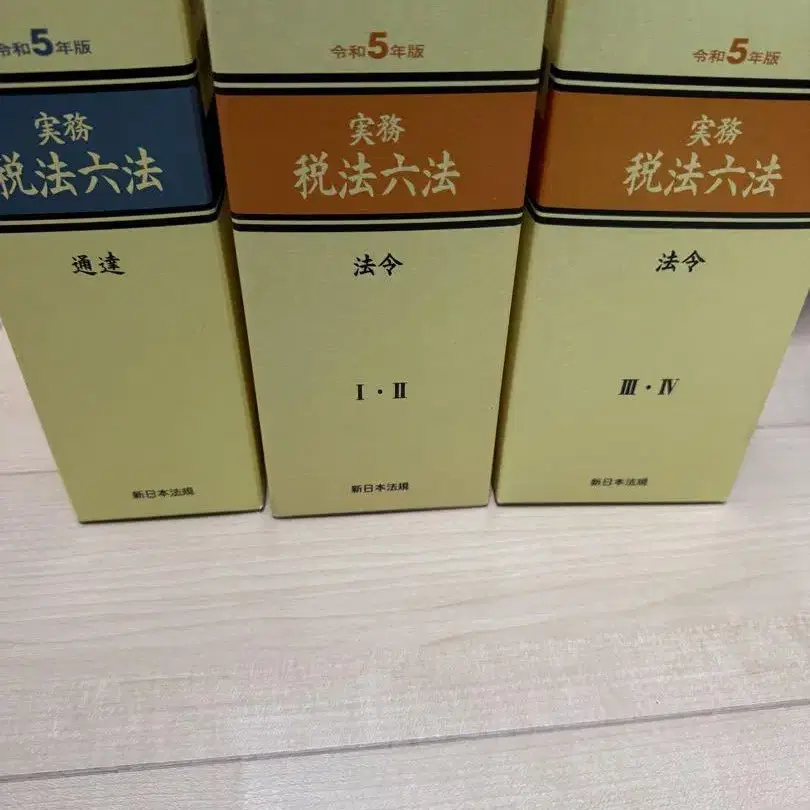 令和5年版
実務
税法六法
通達
新日本法規
令和5年版
実務
税法六法
法令
I・II
新日本法規
令和5年版
実務
税法六法
法令
III・IV
新日本法規